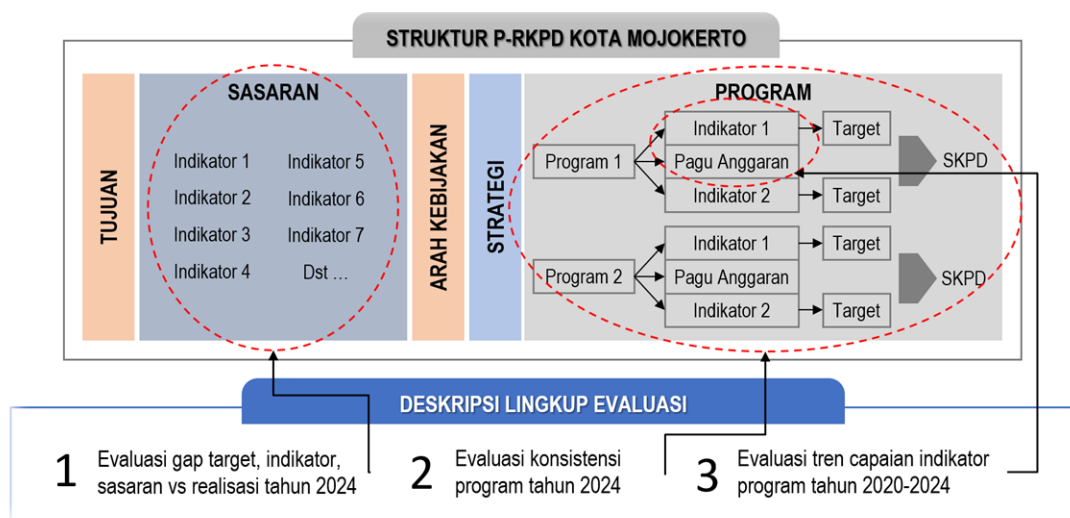 STRUKTUR P-RKPD KOTA MOJOKERTO
TUJUAN
SASARAN
Indikator 1
Indikator 2
Indikator 3
Indikator 4
Indikator 5
Indikator 6
Indikator 7
Dst ...
ARAH KEBIJAKAN
STRATEGI
PROGRAM
Program 1
Indikator 1
Pagu Anggaran
Indikator 2
Target
Target
SKPD
Program 2
Indikator 1
Pagu Anggaran
Indikator 2
Target
Target
SKPD
DESKRIPSI LINGKUP EVALUASI
1
Evaluasi gap target, indikator,
sasaran vs realisasi tahun 2024
2
Evaluasi konsistensi
program tahun 2024
3
Evaluasi tren capaian indikator
program tahun 2020-2024